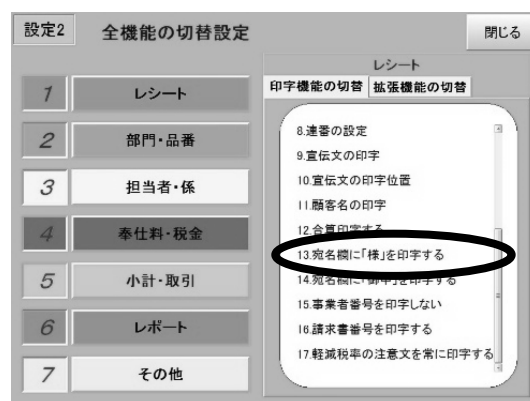 設定2
全機能の切替設定
閉じる
1 レシート
2 部門・品番
3 担当者・係
4 奉仕料・税金
5 小計・取引
6 レポート
7 その他
レシート
印字機能の切替 拡張機能の切替
8.連番の設定
9.宣伝文の印字
10.宣伝文の印字位置
11.顧客名の印字
12.合算印字する
13.宛名欄に「様」を印字する
14.宛名欄に「御中」を印字する
15.事業者番号を印字しない
16.請求書番号を印字する
17.軽減税率の注意文を常に印字する